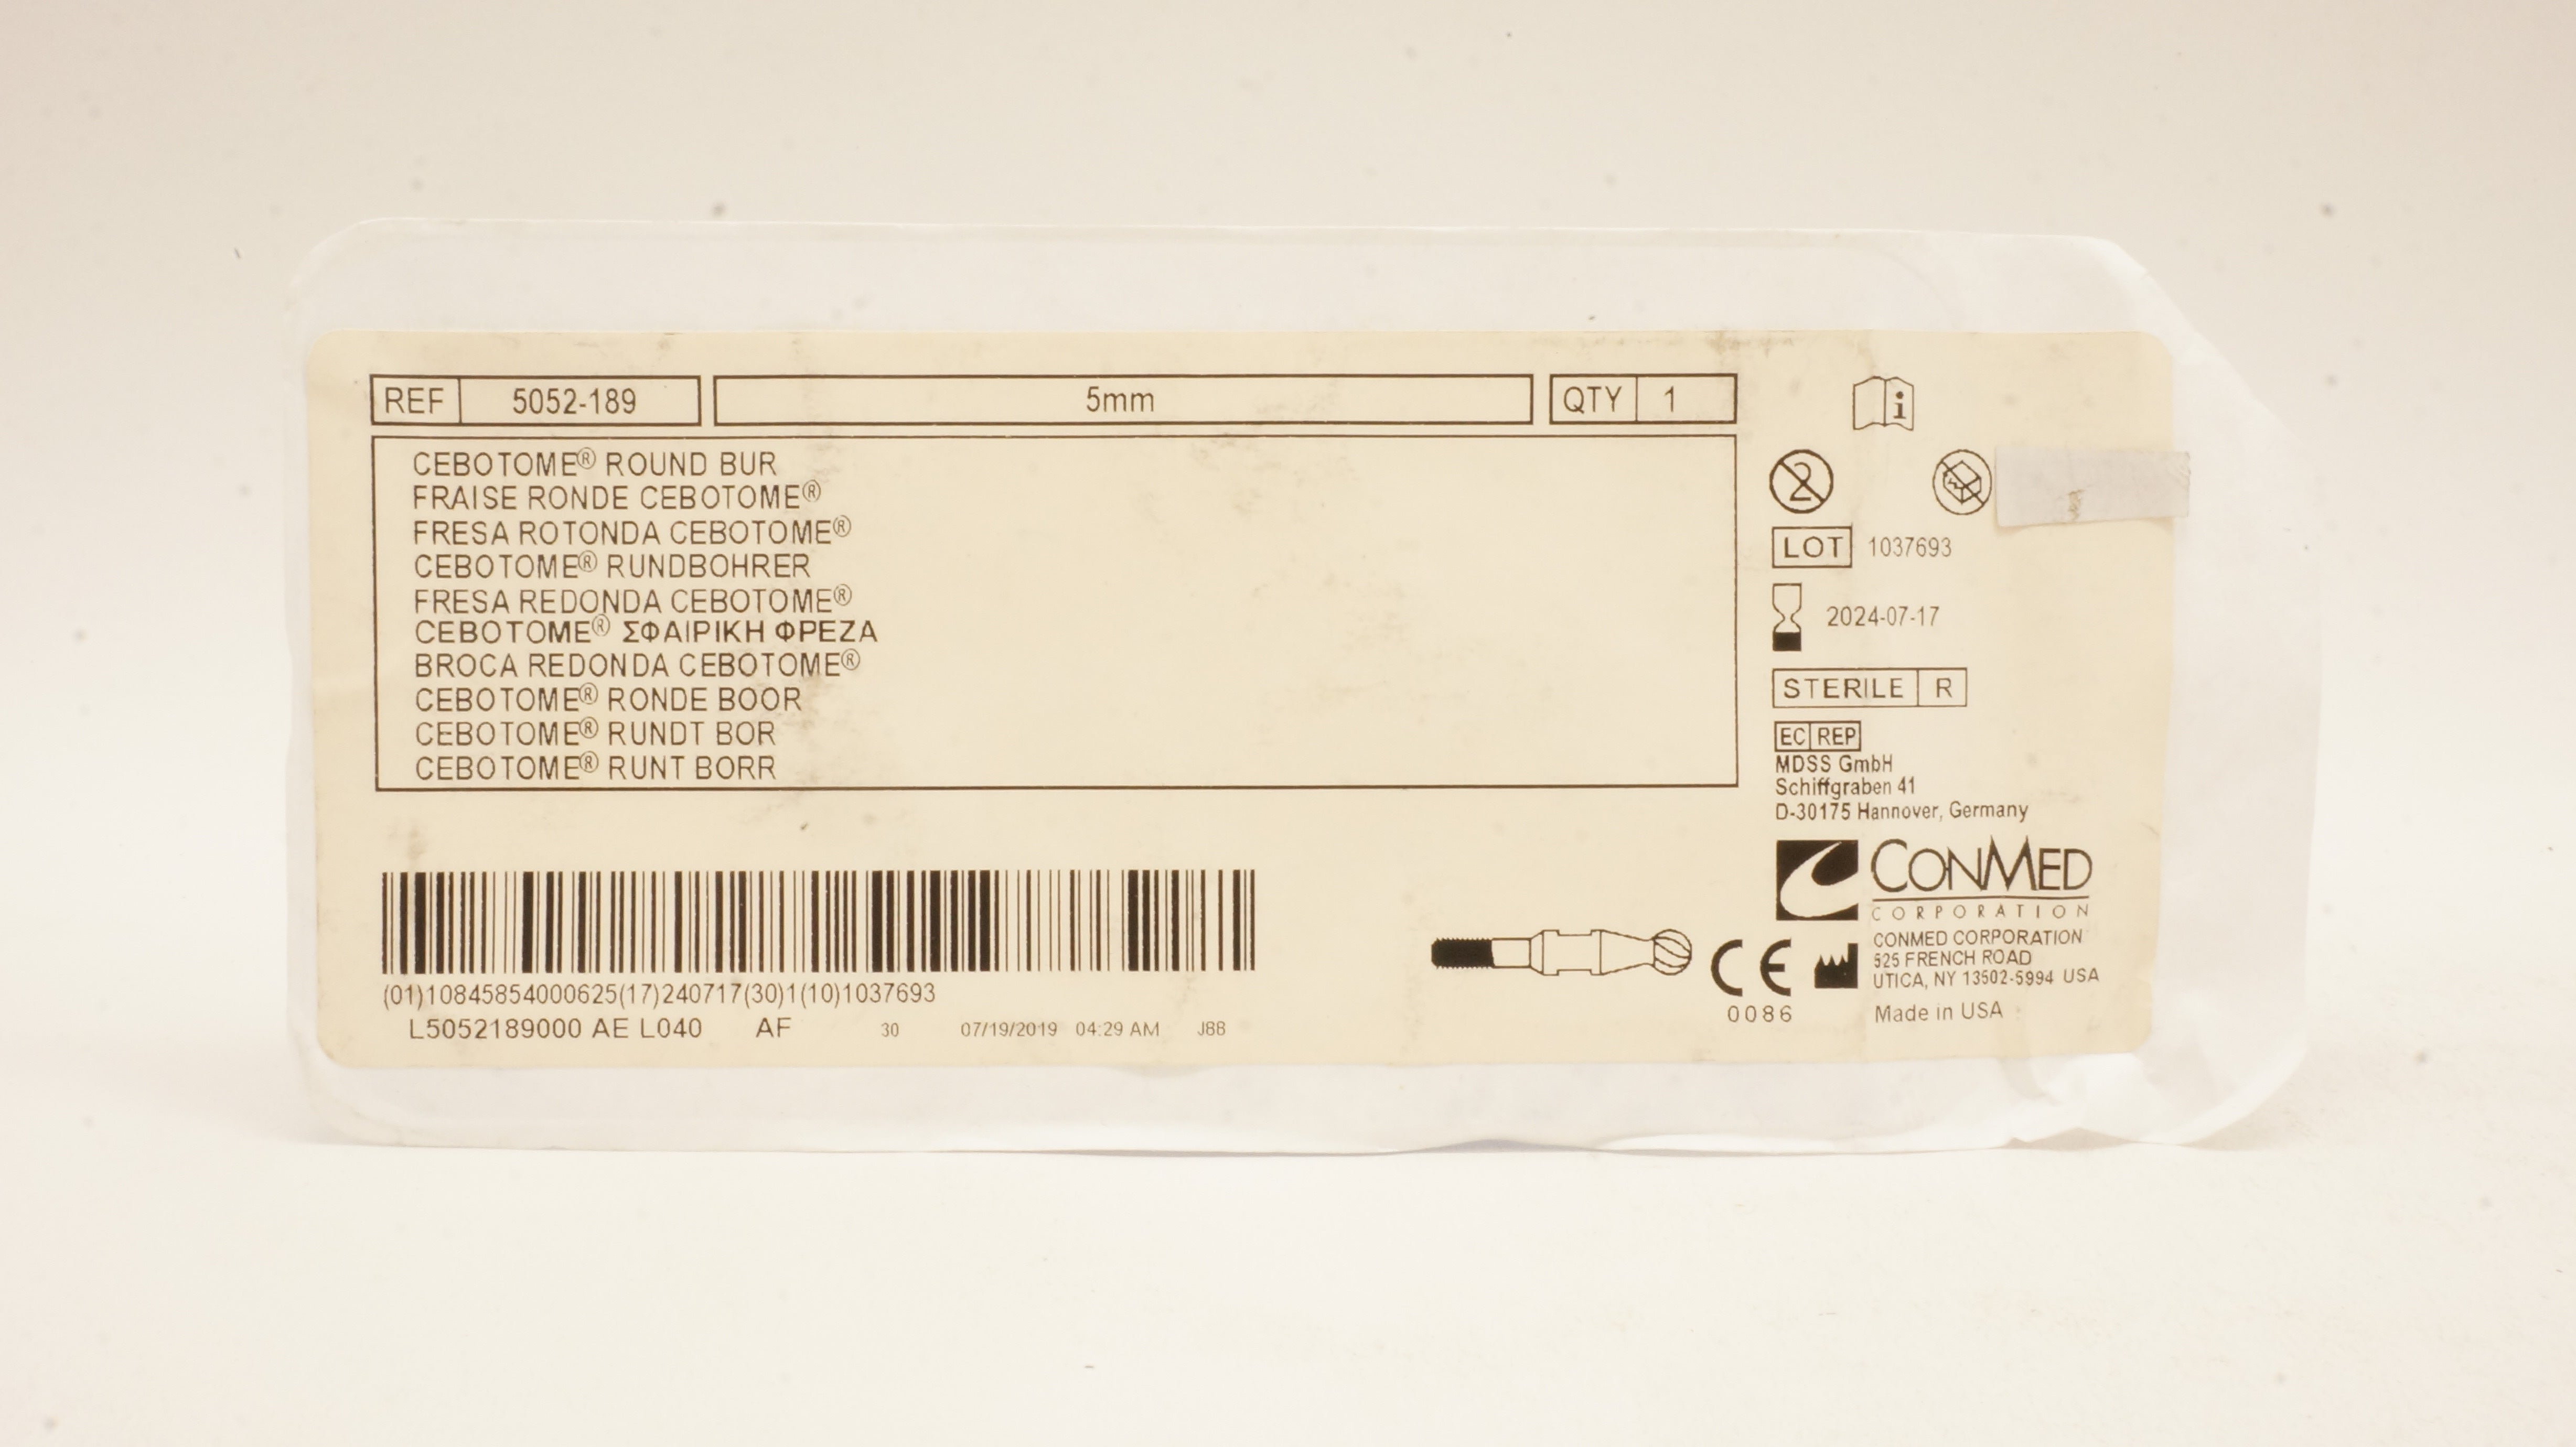 REF 5052-189 5mm QTY 1
CEBOTOME® ROUND BUR
FRAISE RONDE CEBOTOME®
FRESA ROTONDA CEBOTOME®
CEBOTOME® RUNDBOHRER
FRESA REDONDA CEBOTOME®
CEBOTOME® ΣΦΑΙΡΙΚΗ ΦΡΕΖΑ
BROCA REDONDA CEBOTOME®
CEBOTOME® RONDE BOOR
CEBOTOME® RUNDT BOR
CEBOTOME® RUNT BORR
(01)10845854000625(17)240717(30)1(10)1037693
L5052189000 AE L040 AF 30 07/19/2019 04:29 AM J8B
i
2
LOT 1037693
2024-07-17
STERILE R
EC REP
MDSS GmbH
Schiffgraben 41
D-30175 Hannover, Germany
CONMED
CORPORATION
CONMED CORPORATION
525 FRENCH ROAD
UTICA, NY 13502-5994 USA
Made in USA
CE
0086